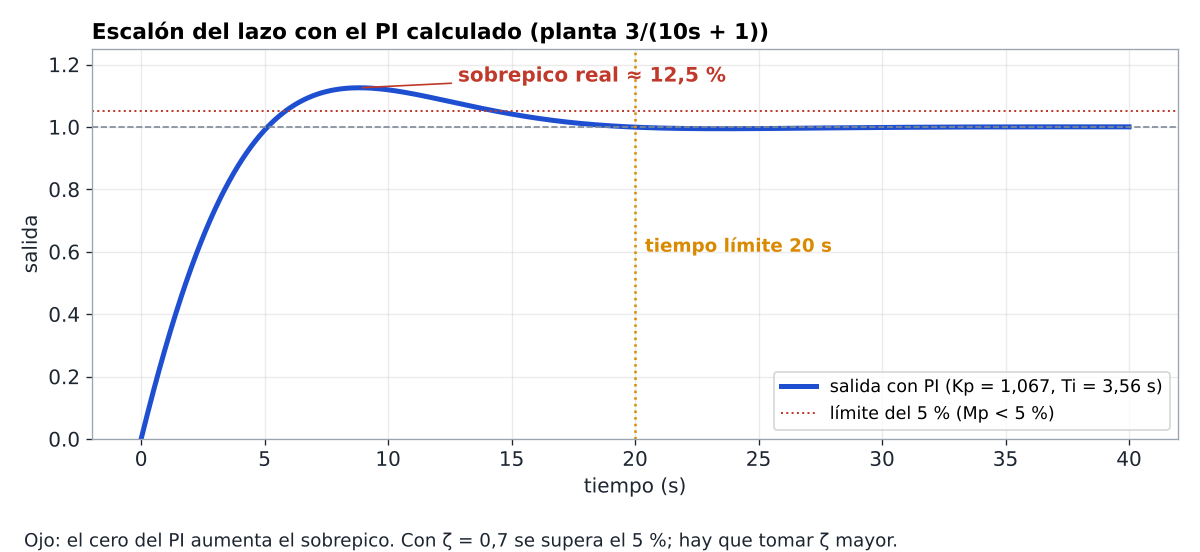 Escalón del lazo con el PI calculado (planta 3/(10s + 1))
1.2
1.0
0.8
0.6
0.4
0.2
0.0
salida
sobrepico real ≈ 12,5 %
tiempo límite 20 s
salida con PI (Kp = 1,067, Ti = 3,56 s)
límite del 5 % (Mp < 5 %)
0 5 10 15 20 25 30 35 40
tiempo (s)
Ojo: el cero del PI aumenta el sobrepico. Con ζ = 0,7 se supera el 5 %; hay que tomar ζ mayor.